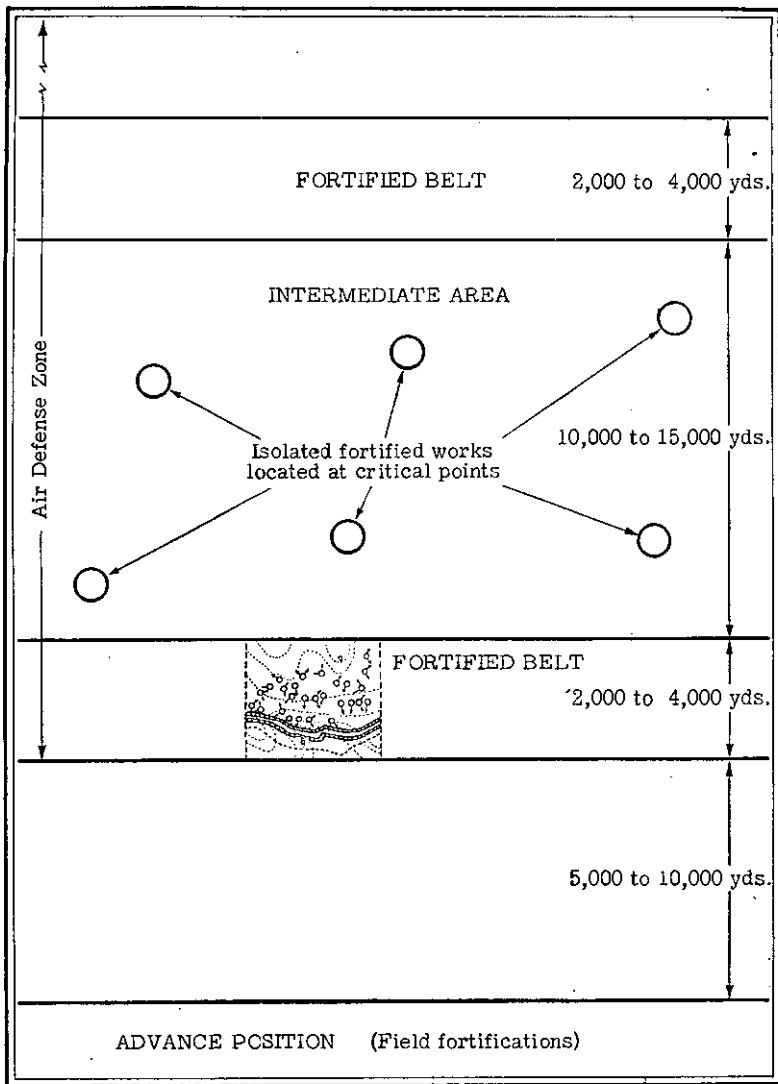 FORTIFIED BELT
2,000 to 4,000 yds.
INTERMEDIATE AREA
Air Defense Zone
Isolated fortified works
located at critical points
10,000 to 15,000 yds.
FORTIFIED BELT
2,000 to 4,000 yds.
5,000 to 10,000 yds.
ADVANCE POSITION (Field fortifications)